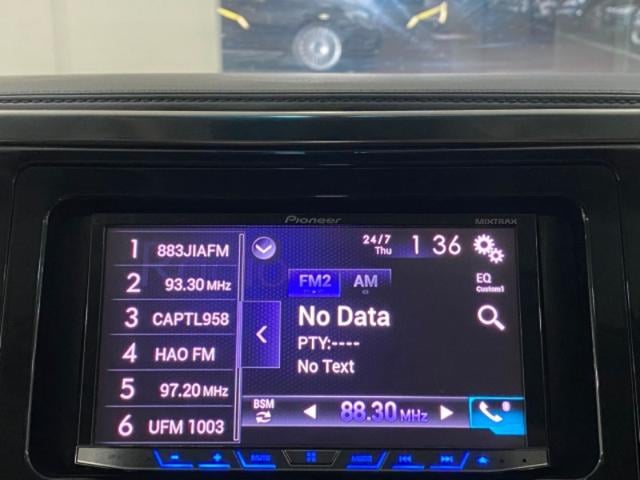 Pioneer
MIXTRAX
1 883JIAFM
2 93.30 MHz
3 CAPTL958
4 HAO FM
5 97.20 MHz
6 UFM 1003
24/7
Thu
1 36
FM2 AM
EQ
Custom1
No Data
PTY:----
No Text
BSM
88.30 MHz
- + MUTE MODE